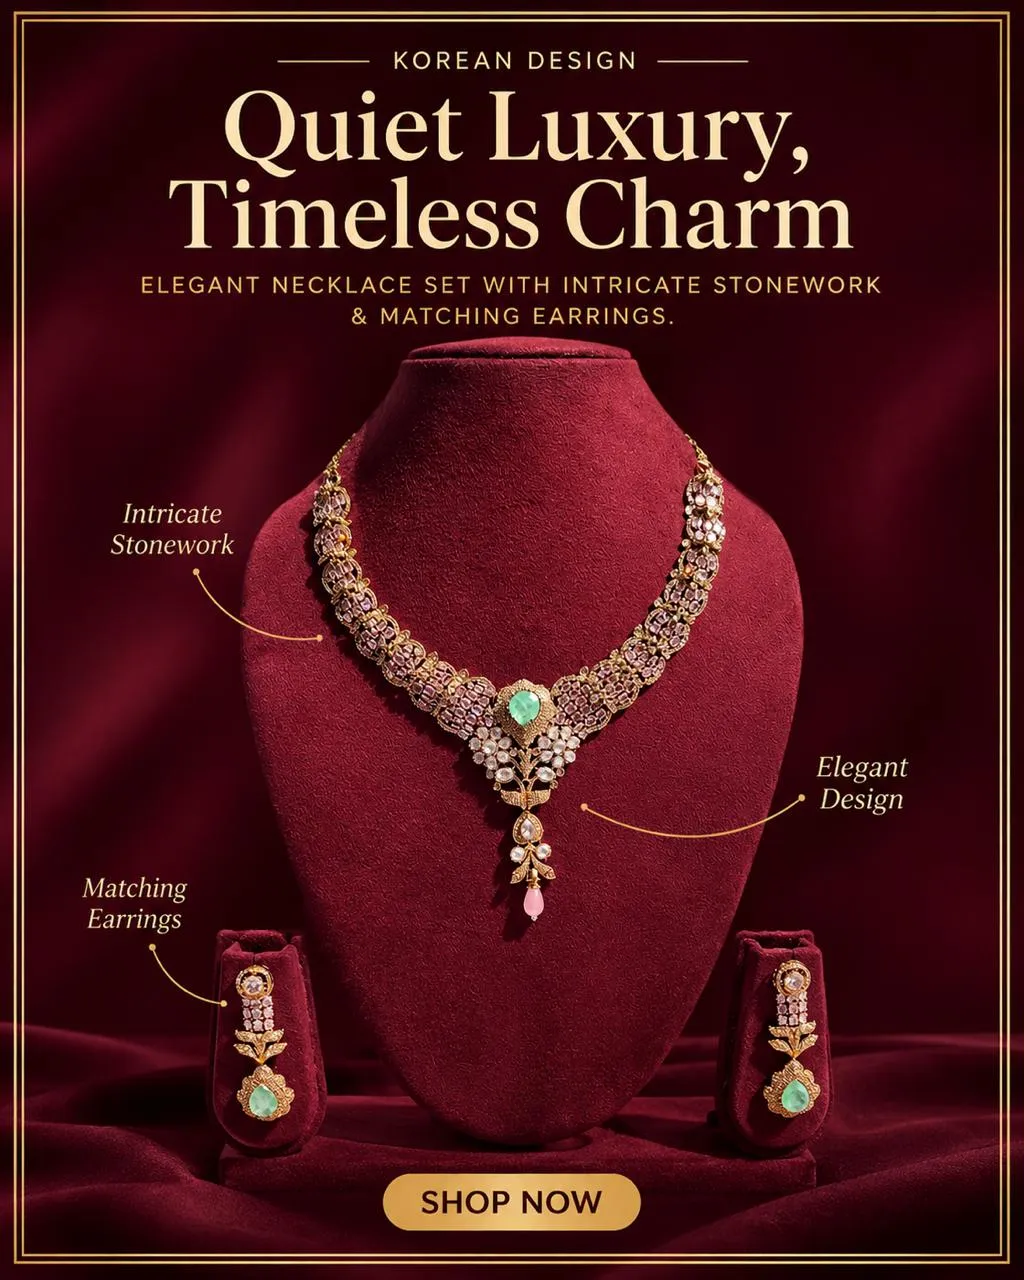 KOREAN DESIGN
Quiet Luxury,
Timeless Charm
ELEGANT NECKLACE SET WITH INTRICATE STONEWORK
& MATCHING EARRINGS.
Intricate
Stonework
Elegant
Design
Matching
Earrings
SHOP NOW